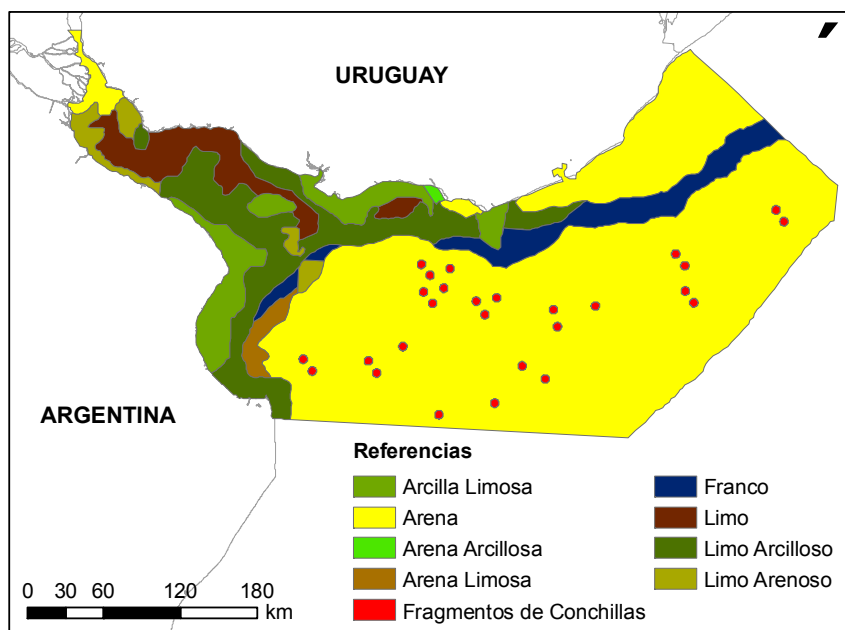 URUGUAY
ARGENTINA
Referencias
Arcilla Limosa
Arena
Arena Arcillosa
Arena Limosa
Fragmentos de Conchillas
Franco
Limo
Limo Arcilloso
Limo Arenoso
0 30 60 120 180
km